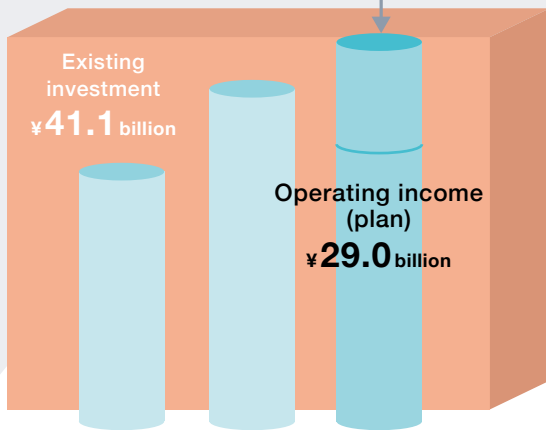 Existing
investment
¥41.1 billion
Operating income
(plan)
¥29.0 billion